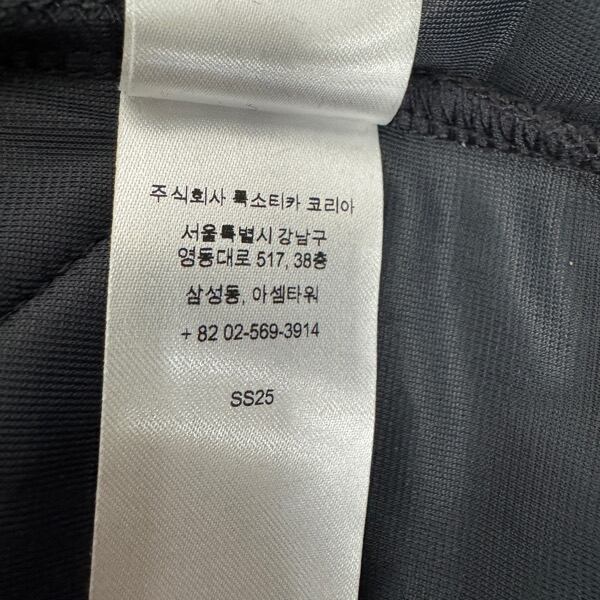 주식회사 룩소티카 코리아
서울특별시 강남구
영동대로 517, 38층
삼성동, 아셈타워
+ 82 02-569-3914
SS25